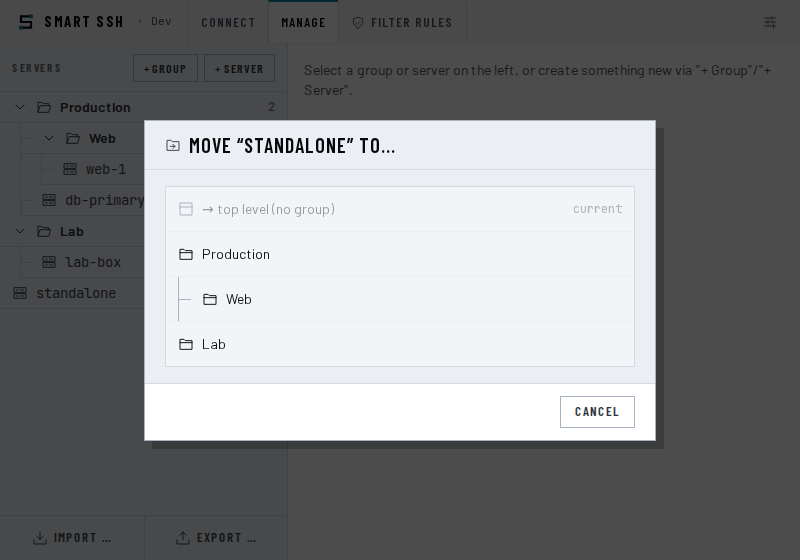 SMART SSH · Dev CONNECT MANAGE FILTER RULES
SERVERS +GROUP +SERVER
Select a group or server on the left, or create something new via "+ Group"/"+
Server".
Production 2
Web
web-1
db-primary
Lab
lab-box
standalone
MOVE “STANDALONE” TO…
→ top level (no group) current
Production
Web
Lab
CANCEL
IMPORT … EXPORT …